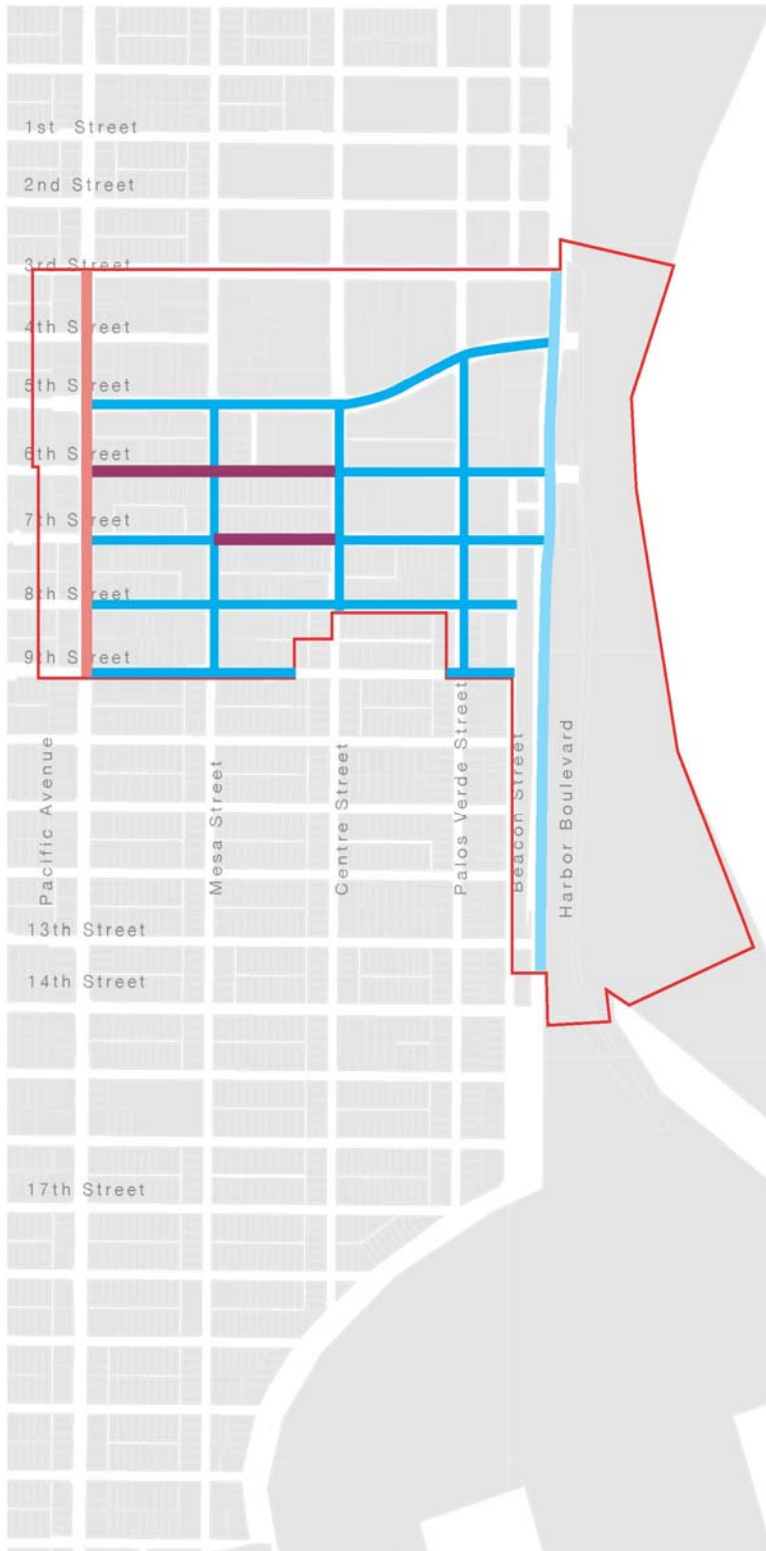 1st Street
2nd Street
3rd Street
4th Street
5th Street
6th Street
7th Street
8th Street
9th Street
Pacific Avenue
Mesa Street
Centre Street
Palos Verde Street
Beacon Street
Harbor Boulevard
13th Street
14th Street
17th Street